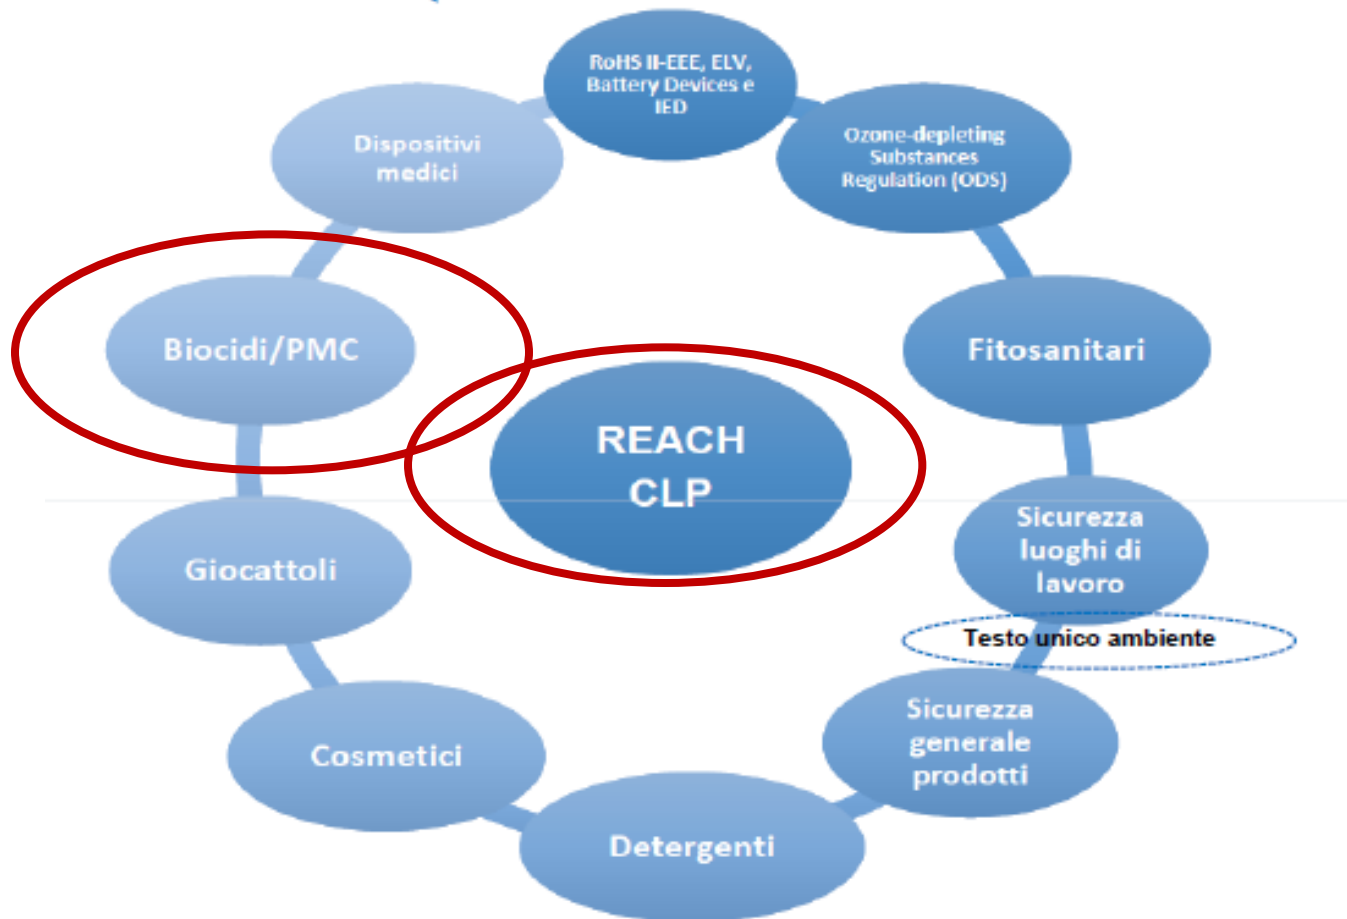 RoHS II-EEE, ELV,
Battery Devices e
IED
Ozone-depleting
Substances
Regulation (ODS)
Dispositivi
medici
Biocidi/PMC
Fitosanitari
REACH
CLP
Sicurezza
luoghi di
lavoro
Giocattoli
Testo unico ambiente
Sicurezza
generale
prodotti
Cosmetici
Detergenti